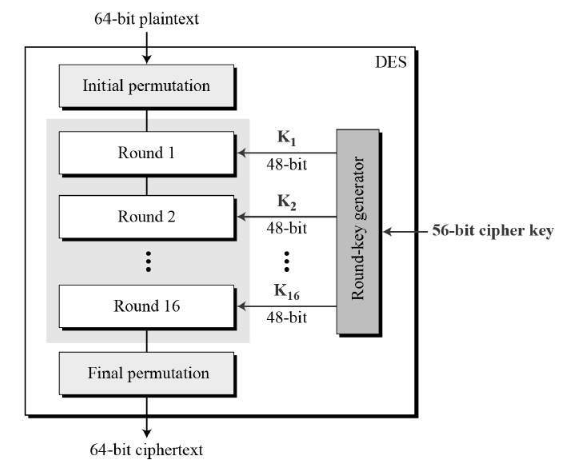 64-bit plaintext
DES
Initial permutation
Round 1
K1
48-bit
Round 2
K2
48-bit
Round-key generator
56-bit cipher key
Round 16
K16
48-bit
Final permutation
64-bit ciphertext